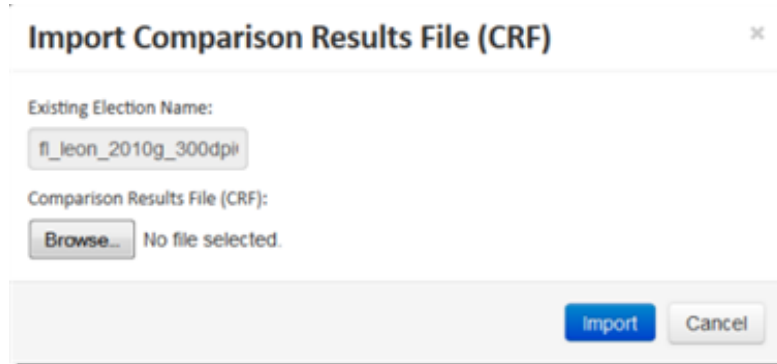 Import Comparison Results File (CRF)
×
Existing Election Name:
fl_leon_2010g_300dpi
Comparison Results File (CRF):
Browse... No file selected.
Import Cancel